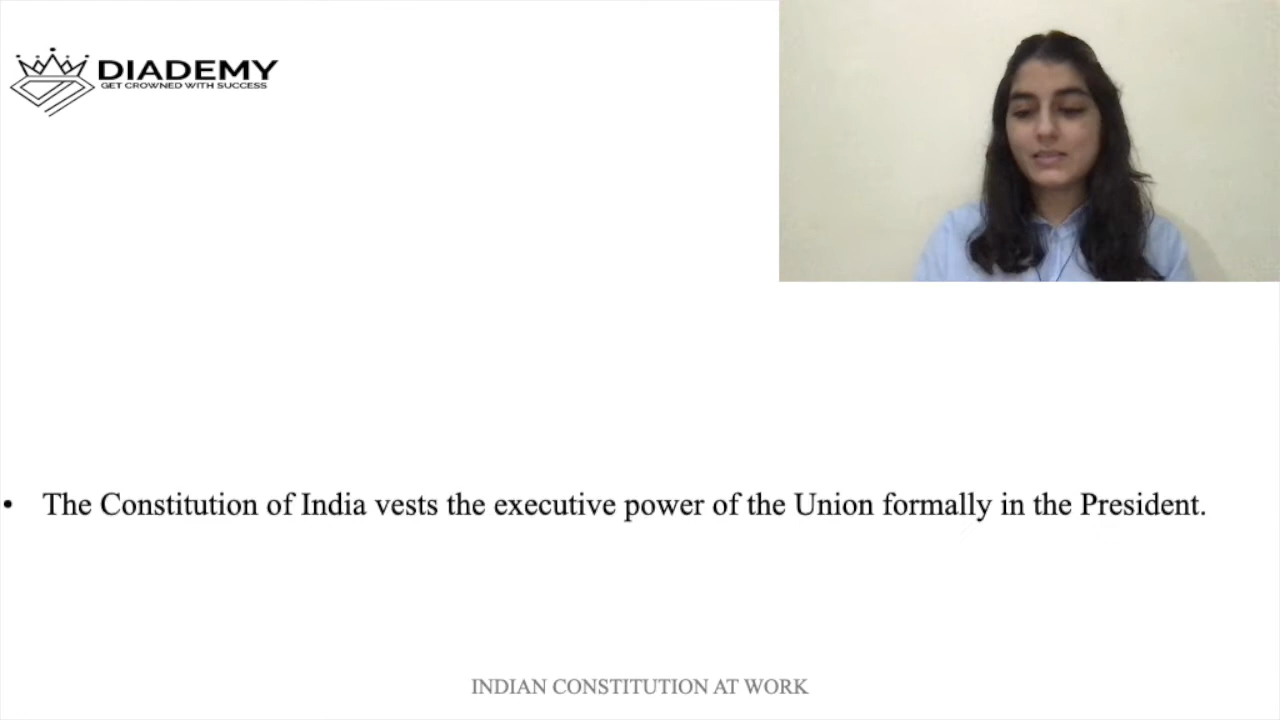 DIADEMY
GET CROWNED WITH SUCCESS
• The Constitution of India vests the executive power of the Union formally in the President.
INDIAN CONSTITUTION AT WORK